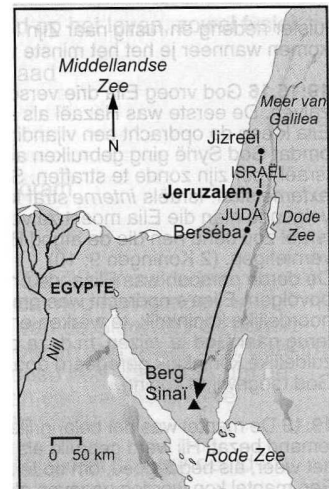 Middellandse
Zee
N
Meer van
Galilea
Jizreël
ISRAËL
Jeruzalem
JUDA
Dode
Zee
Berséba
EGYPTE
Nijl
Berg
Sinaï
0 50 km
Rode Zee